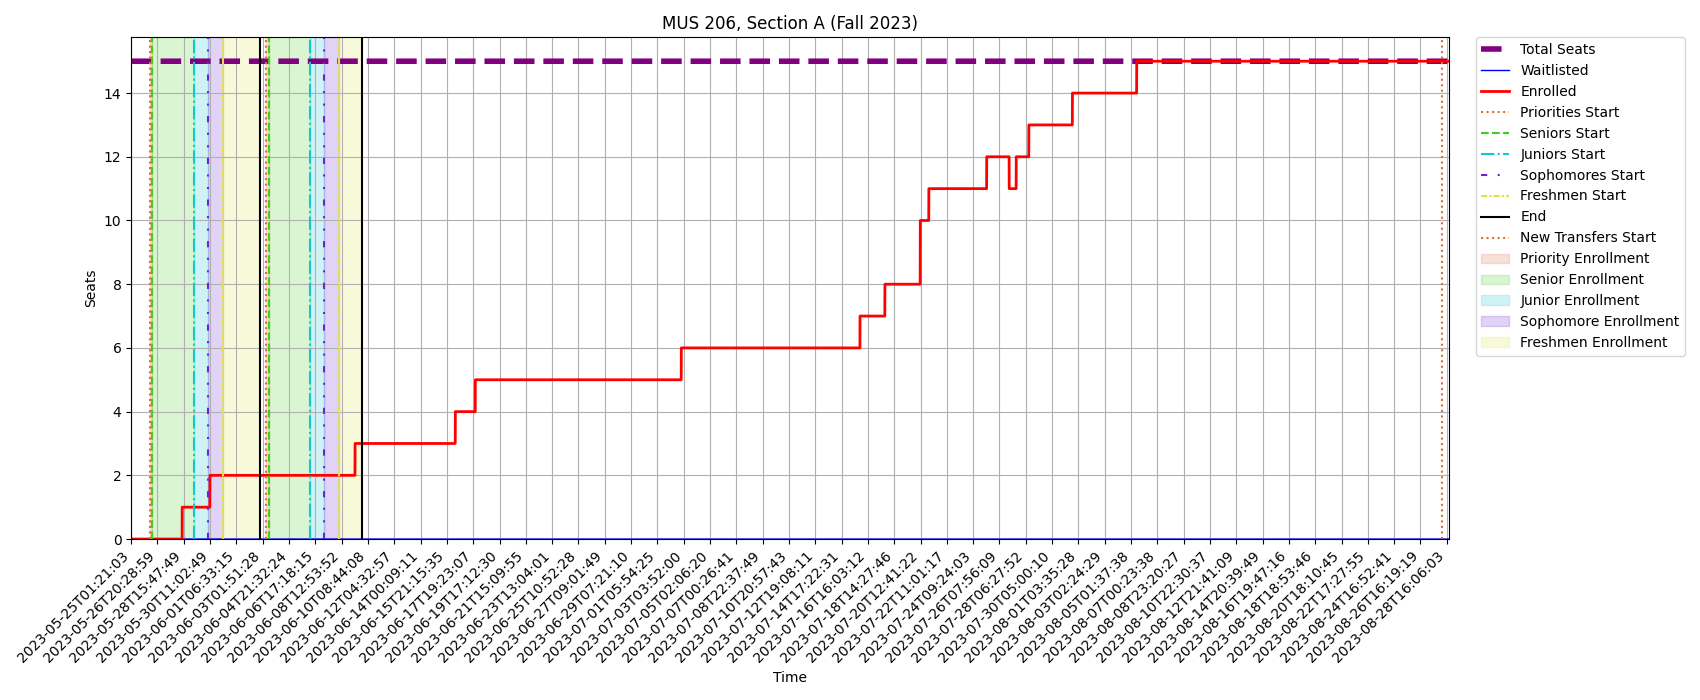 MUS 206, Section A (Fall 2023)
Seats
14
12
10
8
6
4
2
0
2023-05-25T01:21:03
2023-05-26T20:28:59
2023-05-28T15:47:49
2023-05-30T11:02:49
2023-06-01T06:33:15
2023-06-03T01:51:28
2023-06-04T21:32:24
2023-06-06T17:18:15
2023-06-08T12:53:52
2023-06-10T08:44:08
2023-06-12T04:32:57
2023-06-14T00:09:11
2023-06-15T21:15:35
2023-06-17T19:23:07
2023-06-19T17:12:30
2023-06-21T15:09:55
2023-06-23T13:04:01
2023-06-25T10:52:28
2023-06-27T09:01:49
2023-06-29T07:21:10
2023-07-01T05:54:25
2023-07-03T03:52:00
2023-07-05T02:06:20
2023-07-07T00:26:41
2023-07-08T22:37:49
2023-07-10T20:57:43
2023-07-12T19:08:11
2023-07-14T17:22:31
2023-07-16T16:03:12
2023-07-18T14:27:46
2023-07-20T12:41:22
2023-07-22T11:01:17
2023-07-24T09:24:03
2023-07-26T07:56:09
2023-07-28T06:27:52
2023-07-30T05:00:10
2023-08-01T03:35:28
2023-08-03T02:24:29
2023-08-05T01:37:38
2023-08-07T00:23:38
2023-08-08T23:20:27
2023-08-10T22:30:37
2023-08-12T21:41:09
2023-08-14T20:39:49
2023-08-16T19:47:16
2023-08-18T18:53:46
2023-08-20T18:10:45
2023-08-22T17:27:55
2023-08-24T16:52:41
2023-08-26T16:19:19
2023-08-28T16:06:03
Time
Total Seats
Waitlisted
Enrolled
Priorities Start
Seniors Start
Juniors Start
Sophomores Start
Freshmen Start
End
New Transfers Start
Priority Enrollment
Senior Enrollment
Junior Enrollment
Sophomore Enrollment
Freshmen Enrollment